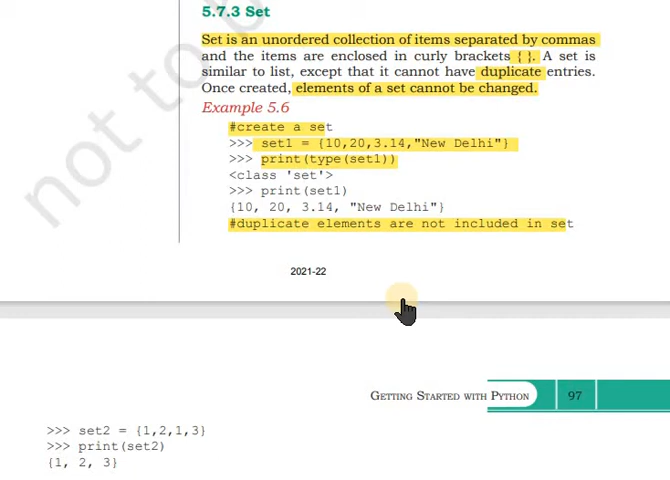 5.7.3 Set
Set is an unordered collection of items separated by commas
and the items are enclosed in curly brackets { }. A set is
similar to list, except that it cannot have duplicate entries.
Once created, elements of a set cannot be changed.
Example 5.6
#create a set
>>> set1 = {10,20,3.14,"New Delhi"}
>>> print(type(set1))
<class 'set'>
>>> print(set1)
{10, 20, 3.14, "New Delhi"}
#duplicate elements are not included in set
not to b
2021-22
GETTING STARTED WITH PYTHON 97
>>> set2 = {1,2,1,3}
>>> print(set2)
{1, 2, 3}